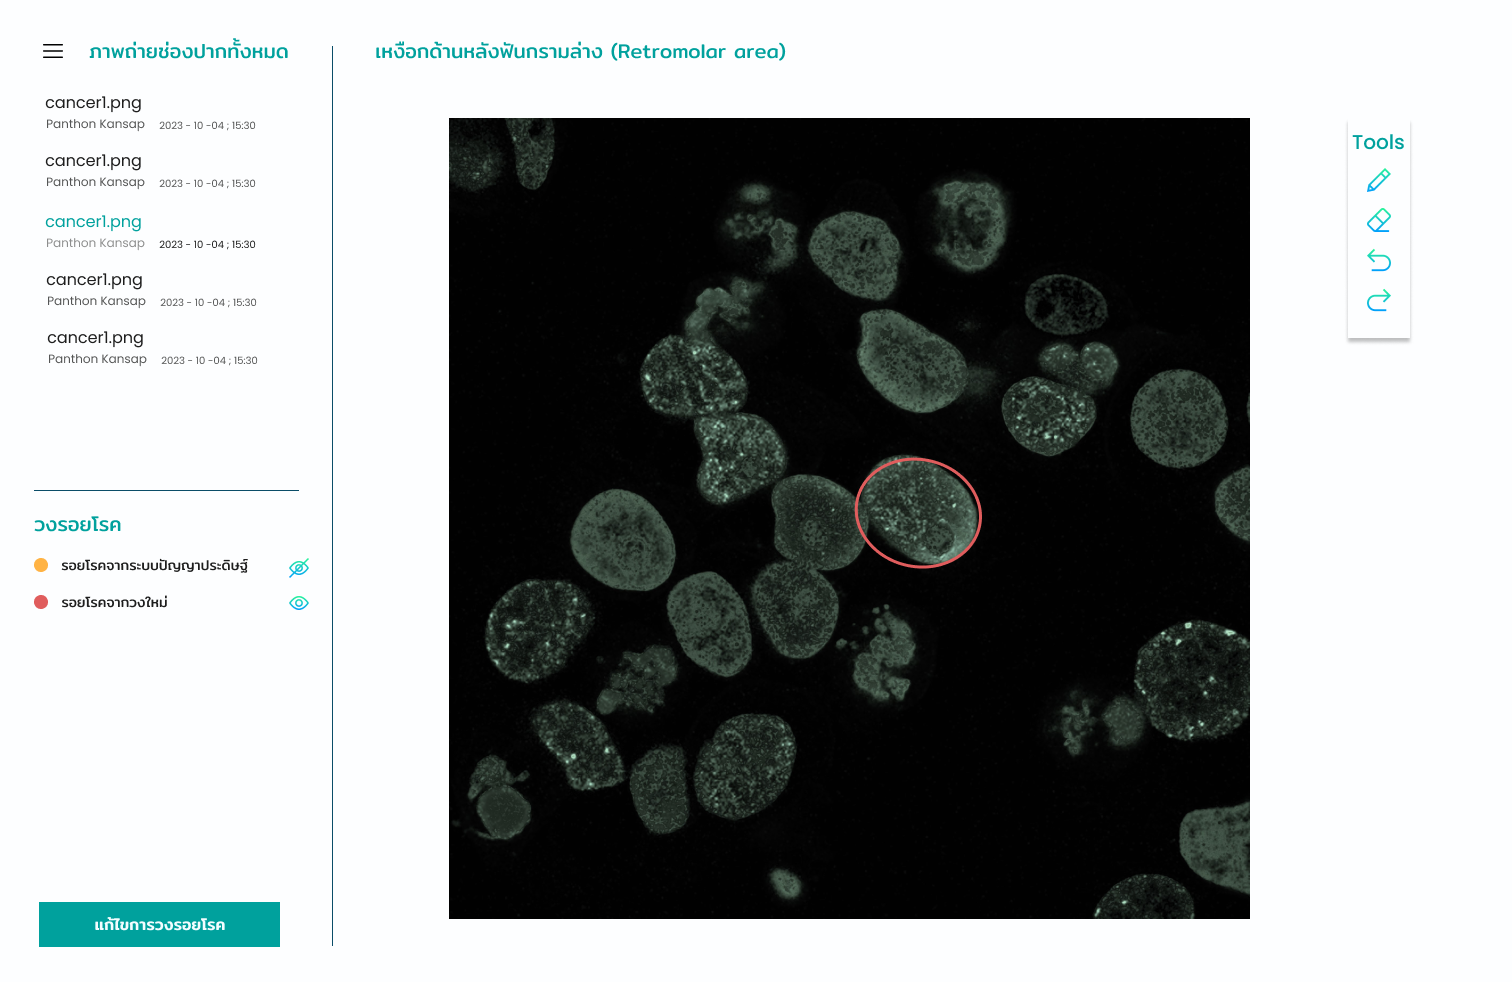 ภาพถ่ายช่องปากทั้งหมด
cancer1.png
Panthon Kansap 2023 - 10 -04 ; 15:30
cancer1.png
Panthon Kansap 2023 - 10 -04 ; 15:30
cancer1.png
Panthon Kansap 2023 - 10 -04 ; 15:30
cancer1.png
Panthon Kansap 2023 - 10 -04 ; 15:30
cancer1.png
Panthon Kansap 2023 - 10 -04 ; 15:30
วงรอยโรค
รอยโรคจากระบบปัญญาประดิษฐ์
รอยโรคจากวงใหม่
แก้ไขการวงรอยโรค
เหงือกด้านหลังฟันกรามล่าง (Retromolar area)
Tools